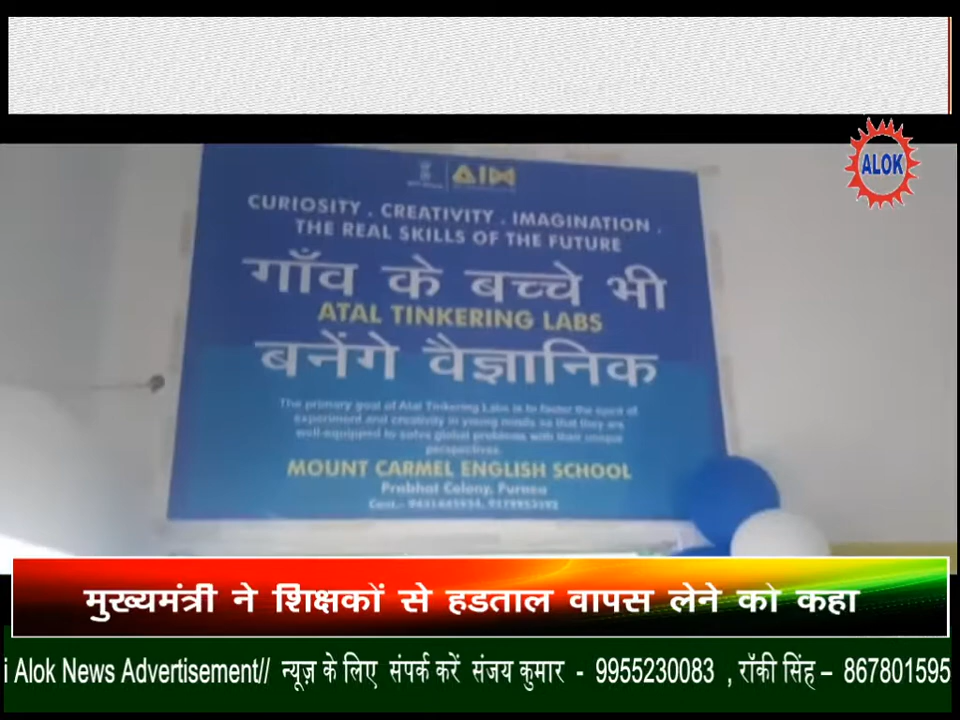 ALOK
AIM
CURIOSITY . CREATIVITY . IMAGINATION .
THE REAL SKILLS OF THE FUTURE
गाँव के बच्चे भी
ATAL TINKERING LABS
बनेंगे वैज्ञानिक
The primary goal of Atal Tinkering Labs is to foster the spirit of
experiment and creativity in young minds so that they are
well-equipped to solve global problems with their unique
perspectives.
MOUNT CARMEL ENGLISH SCHOOL
Prabhat Colony, Purnea
Cont.-
मुख्यमंत्री ने शिक्षकों से हडताल वापस लेने को कहा
i Alok News Advertisement// न्यूज़ के लिए संपर्क करें संजय कुमार - 9955230083 , रॉकी सिंह – 867801595